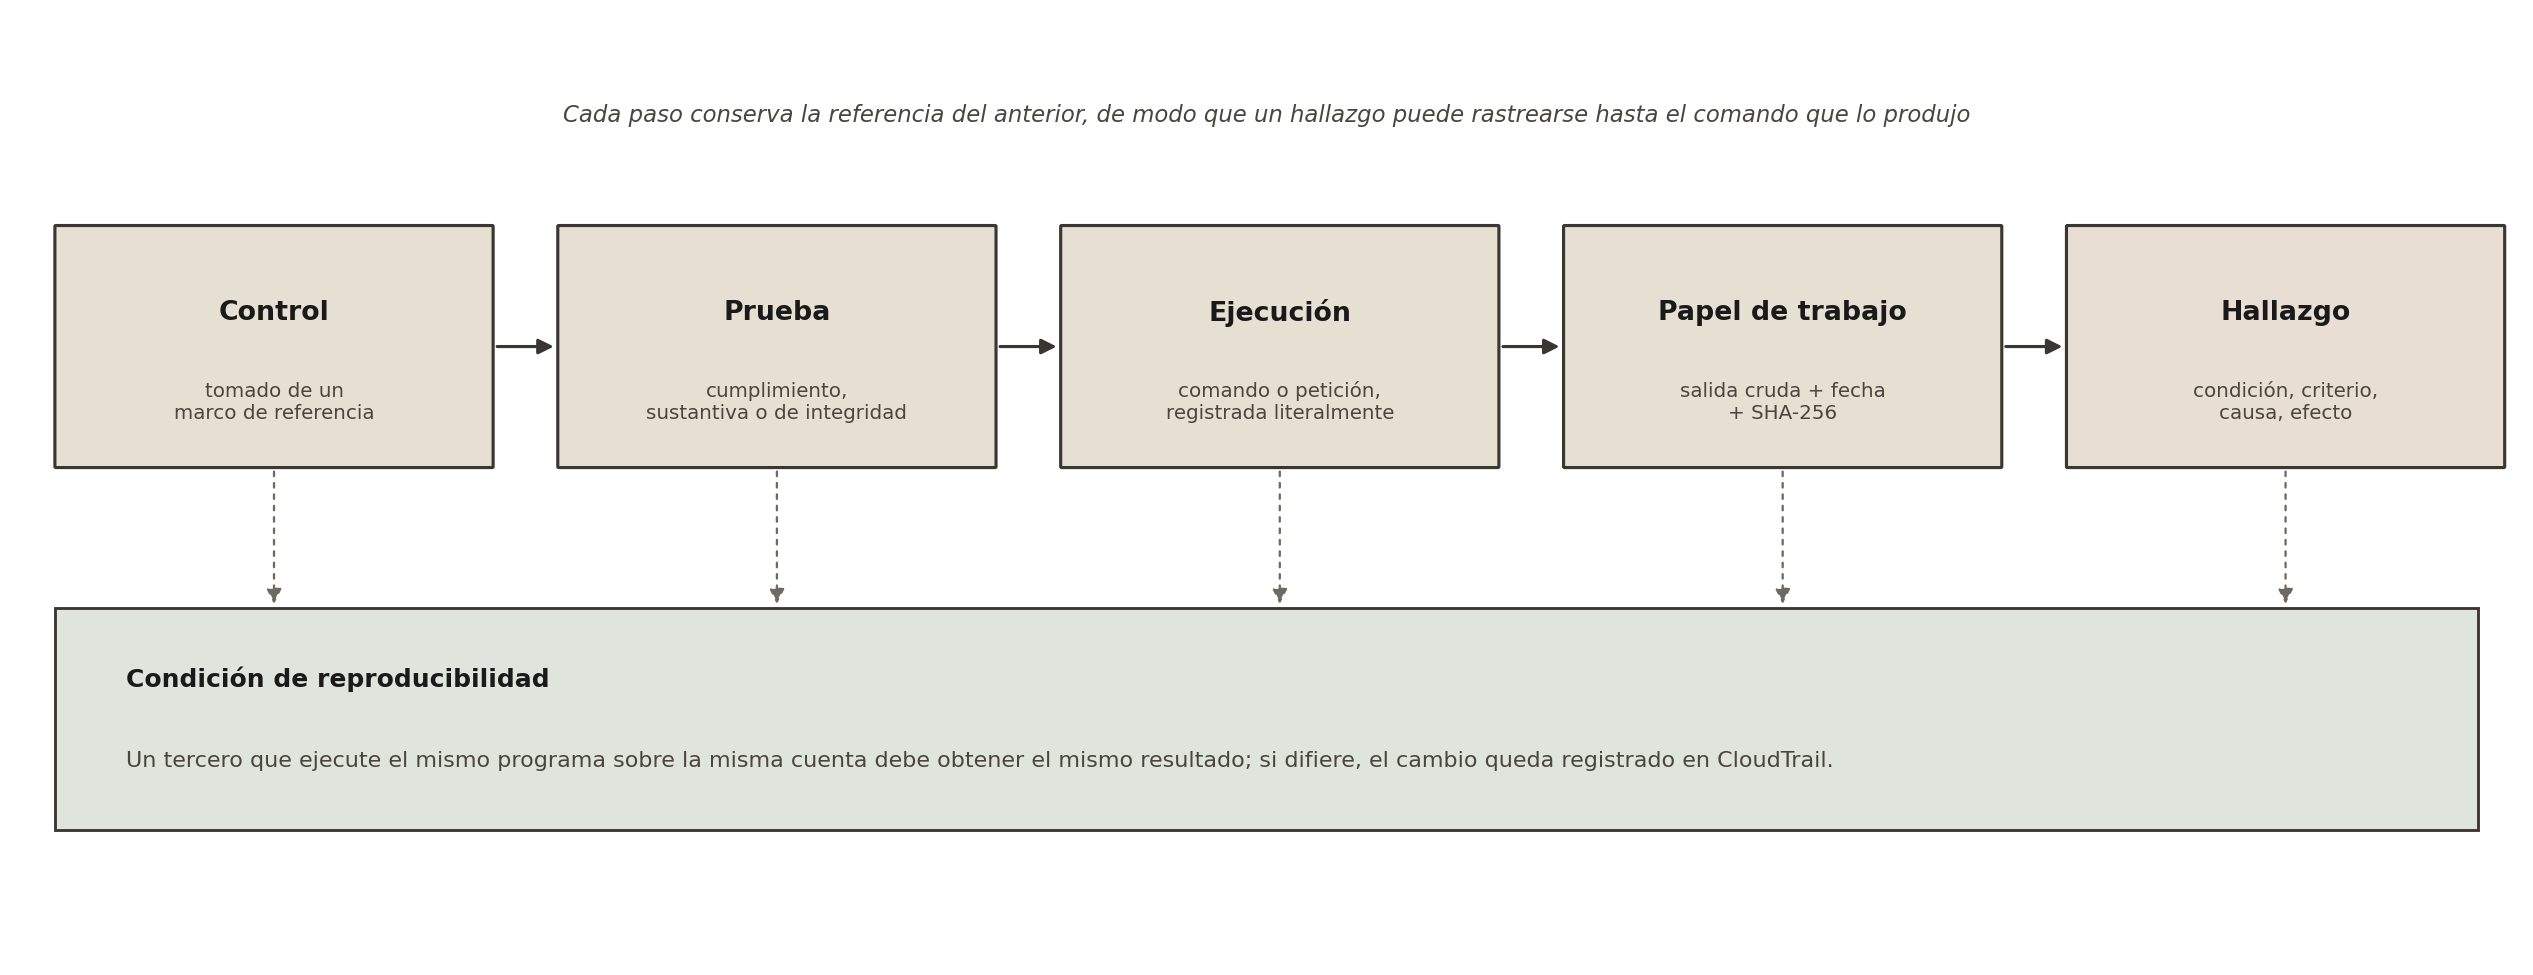 Cada paso conserva la referencia del anterior, de modo que un hallazgo puede rastrearse hasta el comando que lo produjo
Control
tomado de un
marco de referencia
Prueba
cumplimiento,
sustantiva o de integridad
Ejecución
comando o petición,
registrada literalmente
Papel de trabajo
salida cruda + fecha
+ SHA-256
Hallazgo
condición, criterio,
causa, efecto
Condición de reproducibilidad
Un tercero que ejecute el mismo programa sobre la misma cuenta debe obtener el mismo resultado; si difiere, el cambio queda registrado en CloudTrail.